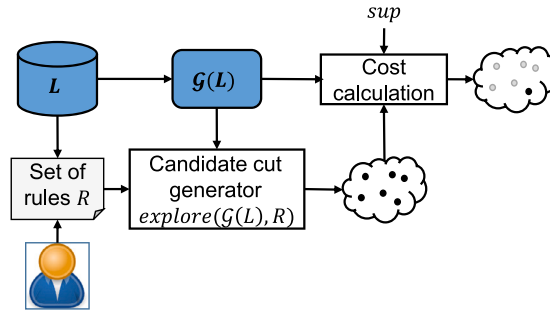 sup
L
𝒢(L)
Cost
calculation
Set of
rules R
Candidate cut
generator
explore(𝒢(L), R)